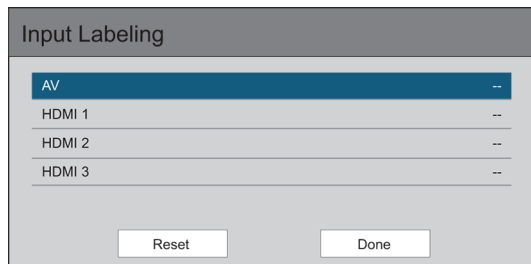 Input Labeling
AV --
HDMI 1 --
HDMI 2 --
HDMI 3 --
Reset Done